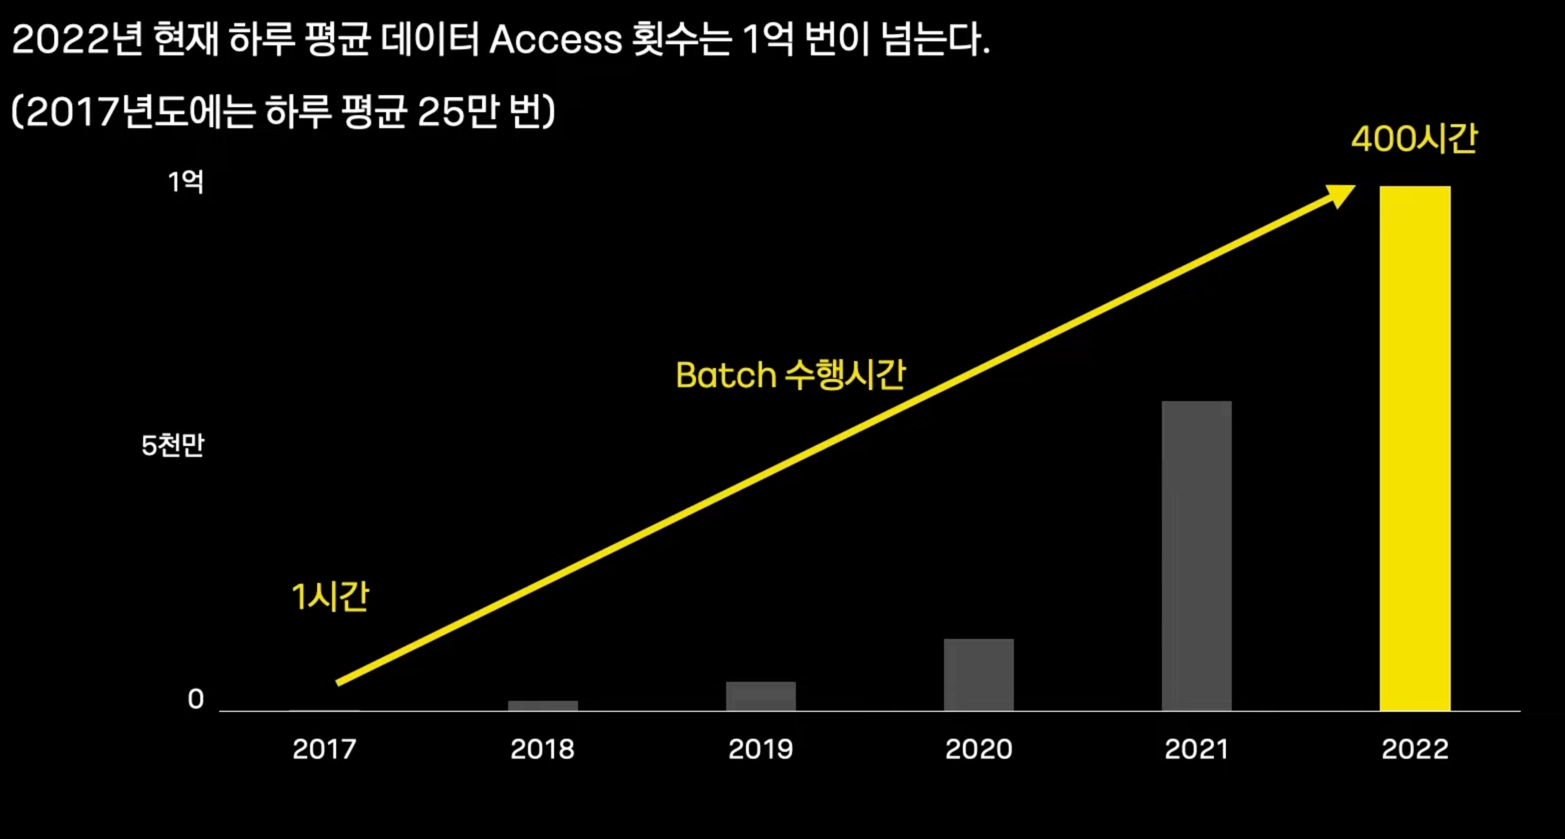 2022년 현재 하루 평균 데이터 Access 횟수는 1억 번이 넘는다.
(2017년도에는 하루 평균 25만 번)
400시간
1억
Batch 수행시간
5천만
1시간
0
2017 2018 2019 2020 2021 2022